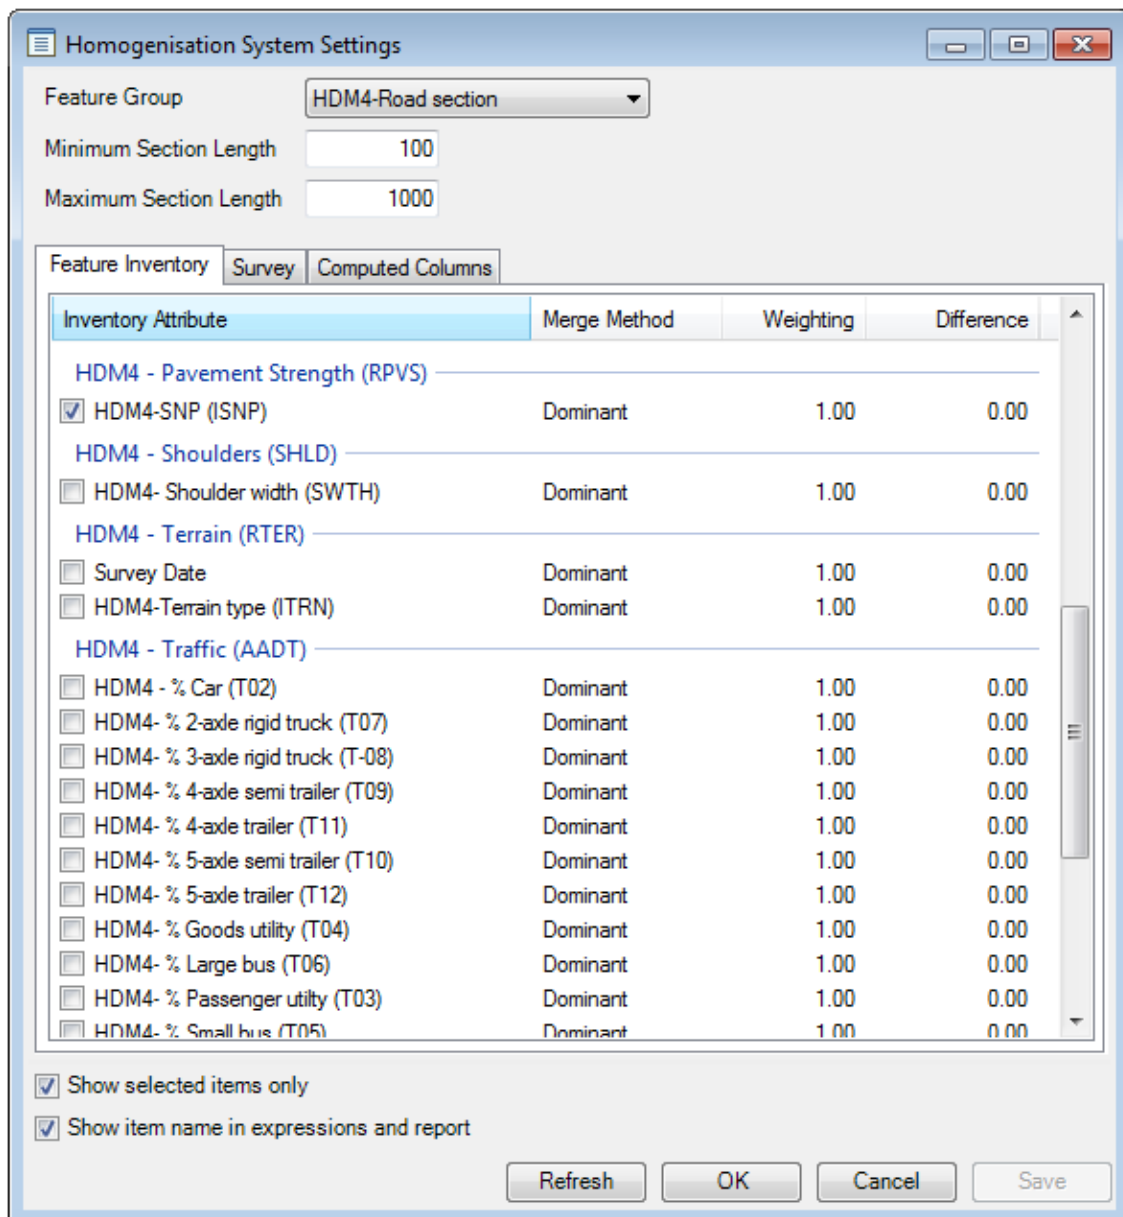 Homogenisation System Settings
Feature Group HDM4-Road section
Minimum Section Length 100
Maximum Section Length 1000
Feature Inventory Survey Computed Columns
Inventory Attribute Merge Method Weighting Difference
HDM4 - Pavement Strength (RPVS)
HDM4-SNP (ISNP) Dominant 1.00 0.00
HDM4 - Shoulders (SHLD)
HDM4- Shoulder width (SWTH) Dominant 1.00 0.00
HDM4 - Terrain (RTER)
Survey Date Dominant 1.00 0.00
HDM4-Terrain type (ITRN) Dominant 1.00 0.00
HDM4 - Traffic (AADT)
HDM4 - % Car (T02) Dominant 1.00 0.00
HDM4- % 2-axle rigid truck (T07) Dominant 1.00 0.00
HDM4- % 3-axle rigid truck (T-08) Dominant 1.00 0.00
HDM4- % 4-axle semi trailer (T09) Dominant 1.00 0.00
HDM4- % 4-axle trailer (T11) Dominant 1.00 0.00
HDM4- % 5-axle semi trailer (T10) Dominant 1.00 0.00
HDM4- % 5-axle trailer (T12) Dominant 1.00 0.00
HDM4- % Goods utility (T04) Dominant 1.00 0.00
HDM4- % Large bus (T06) Dominant 1.00 0.00
HDM4- % Passenger utilty (T03) Dominant 1.00 0.00
HDM4- % Small bus (T05) Dominant 1.00 0.00
Show selected items only
Show item name in expressions and report
Refresh OK Cancel Save